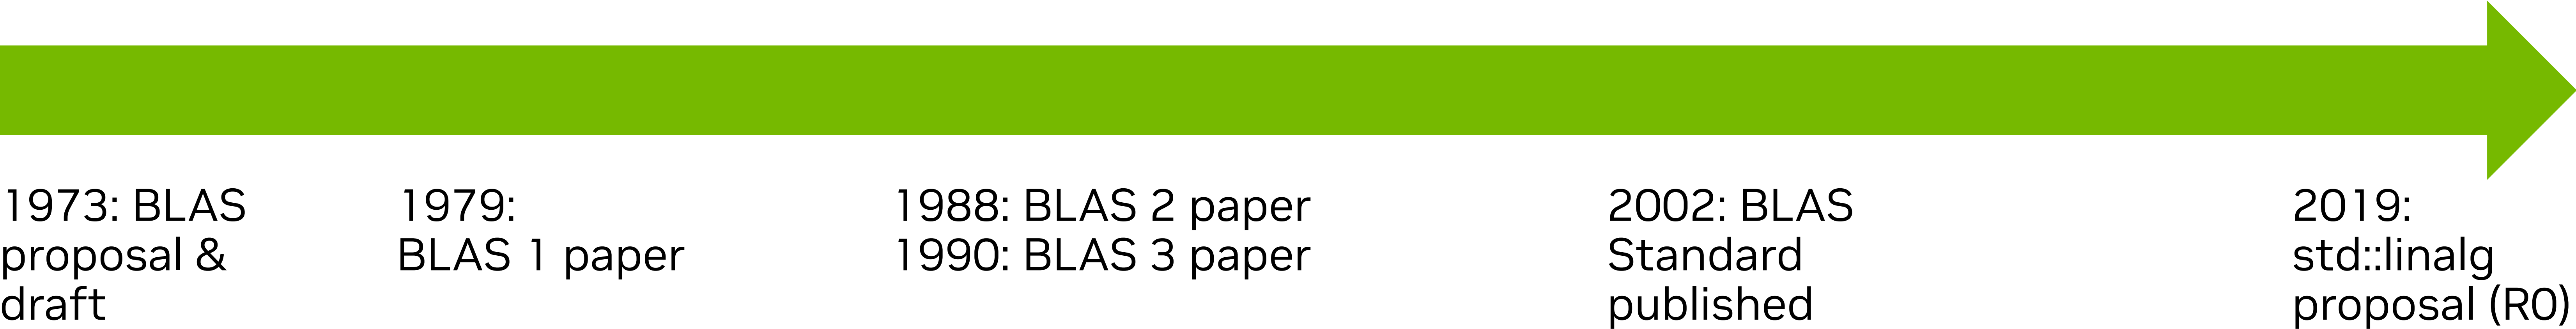 1973: BLAS
proposal &
draft
1979:
BLAS 1 paper
1988: BLAS 2 paper
1990: BLAS 3 paper
2002: BLAS
Standard
published
2019:
std::linalg
proposal (R0)